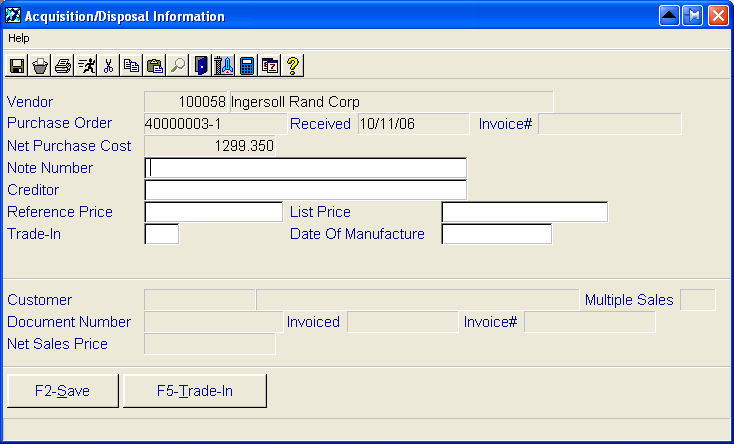 Acquisition/Disposal Information
Help
Vendor 100058 Ingersoll Rand Corp
Purchase Order 40000003-1 Received 10/11/06 Invoice#
Net Purchase Cost 1299.350
Note Number
Creditor
Reference Price List Price
Trade-In Date Of Manufacture
Customer Multiple Sales
Document Number Invoiced Invoice#
Net Sales Price
F2-Save F5-Trade-In